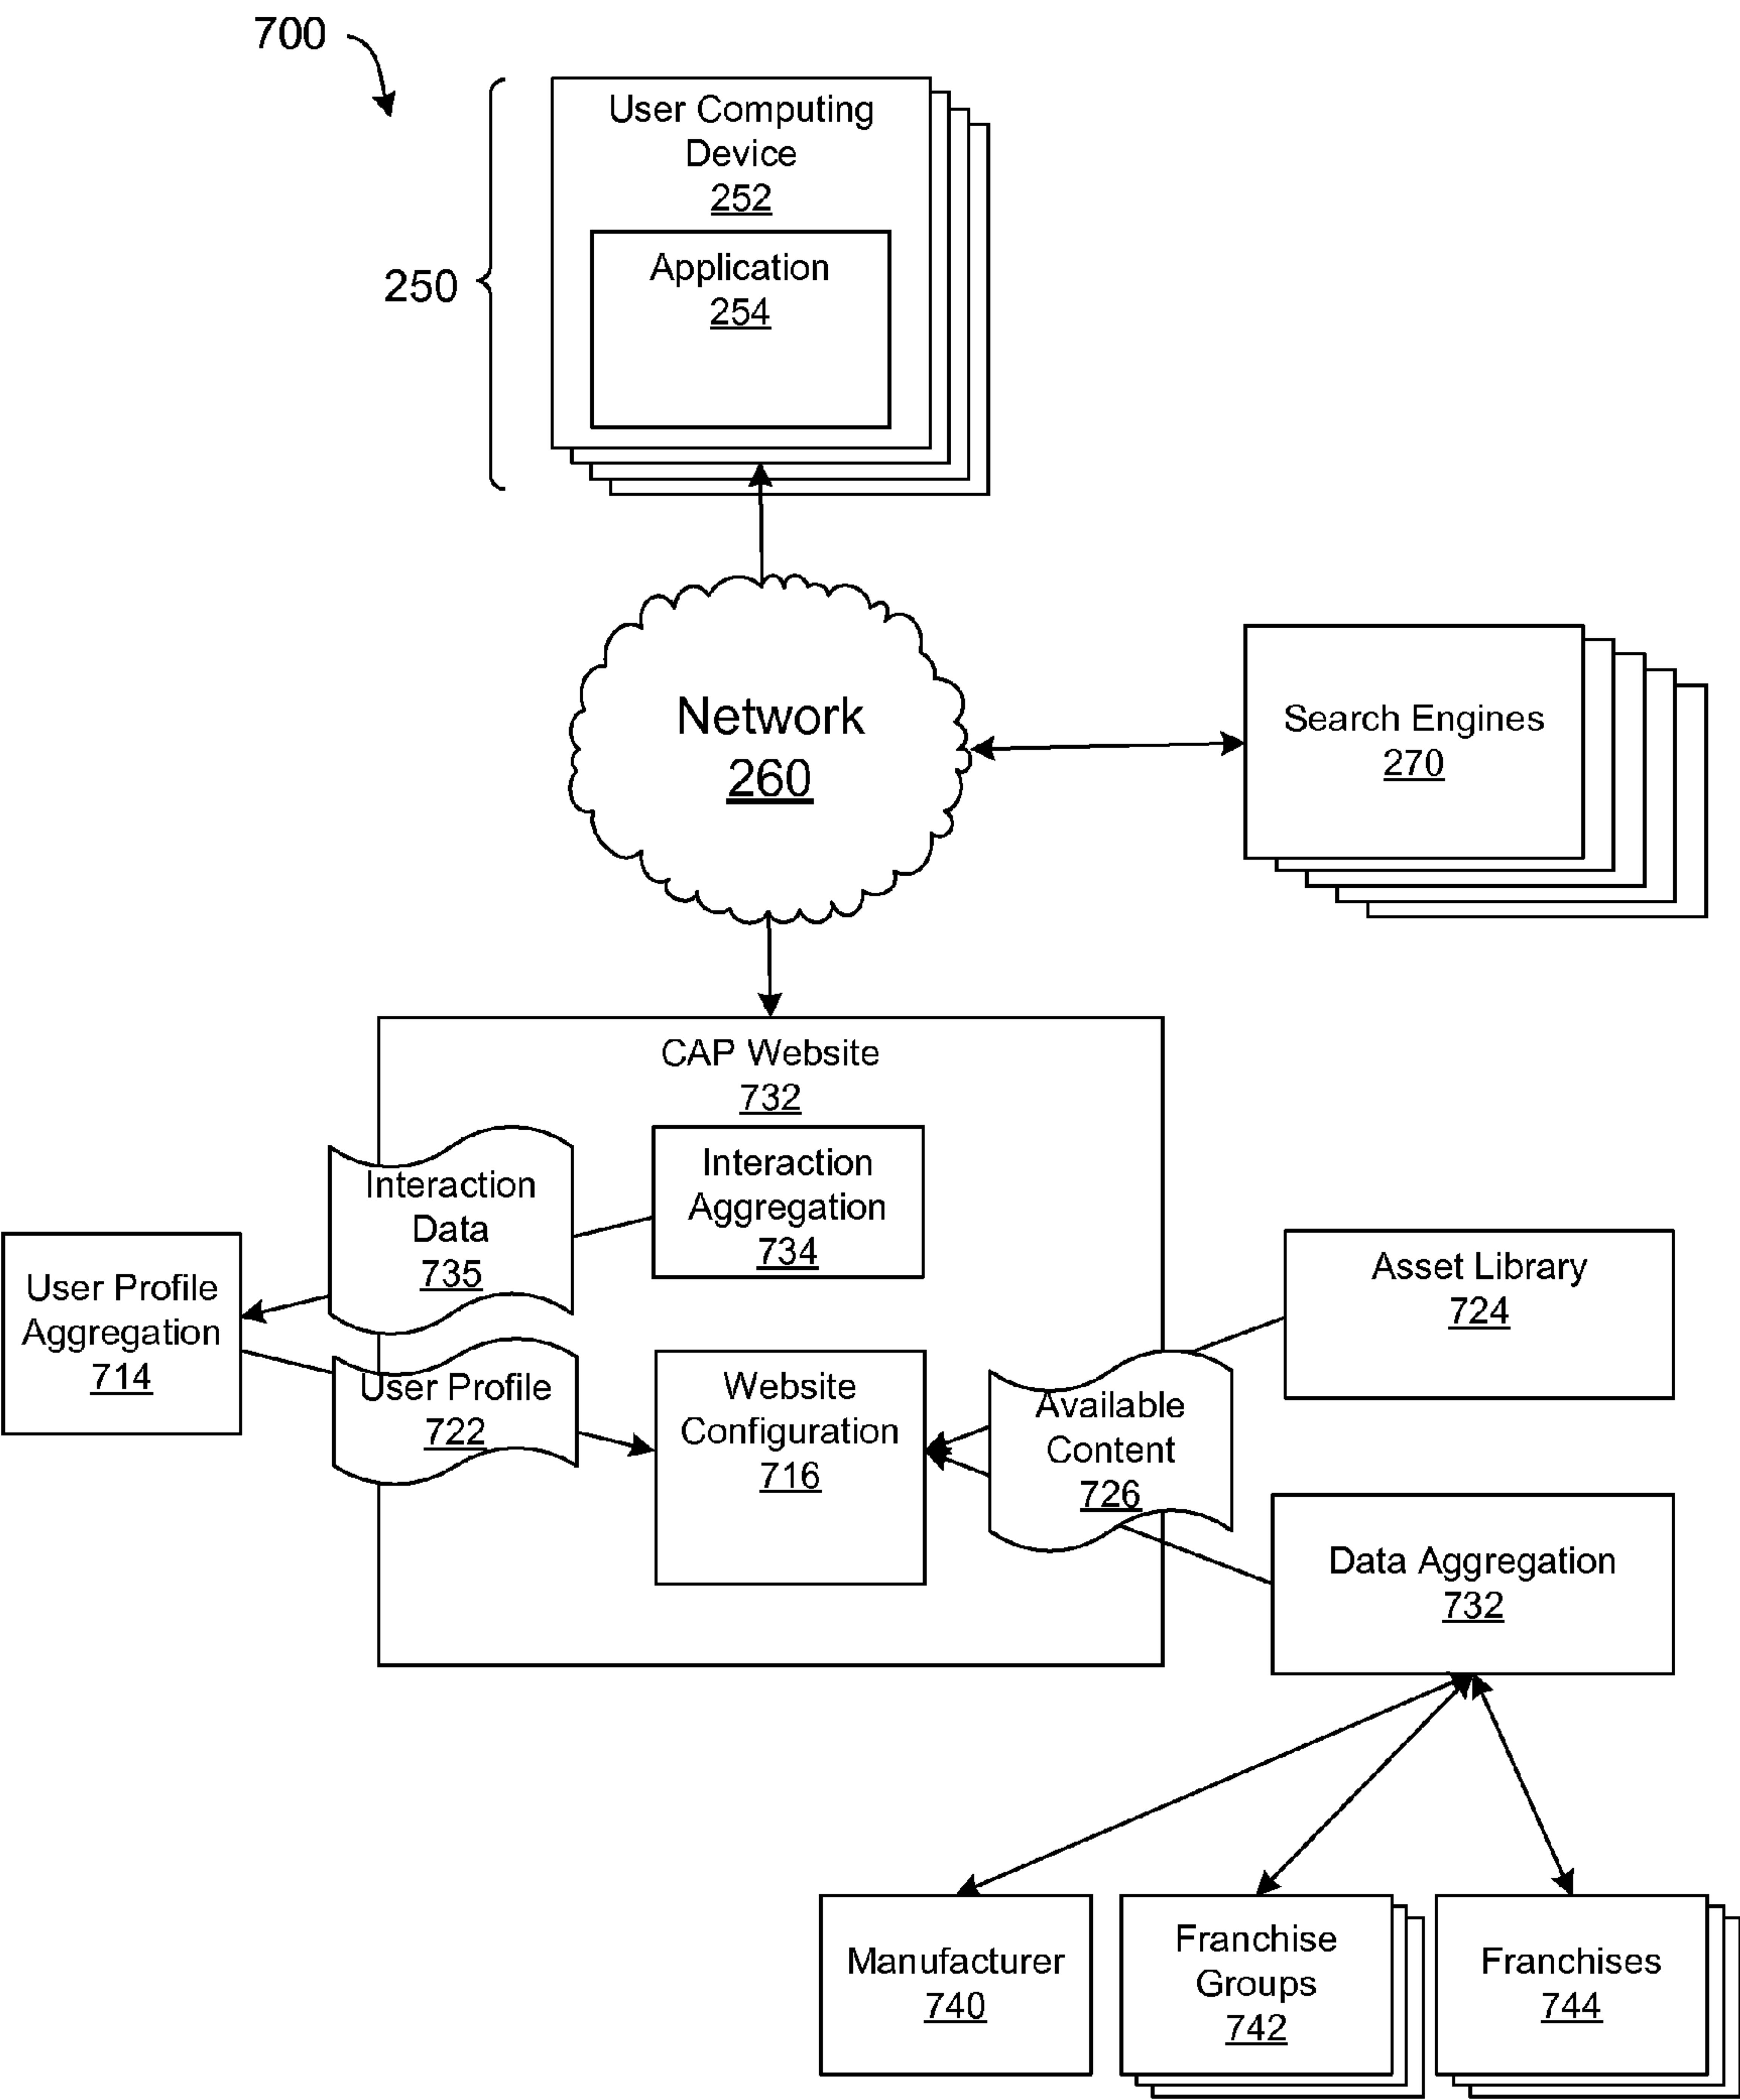 700
User Computing
Device
252
250
Application
254
Network
260
Search Engines
270
CAP Website
732
Interaction
Data
735
Interaction
Aggregation
734
User Profile
Aggregation
714
Asset Library
724
User Profile
722
Website
Configuration
716
Available
Content
726
Data Aggregation
732
Manufacturer
740
Franchise
Groups
742
Franchises
744